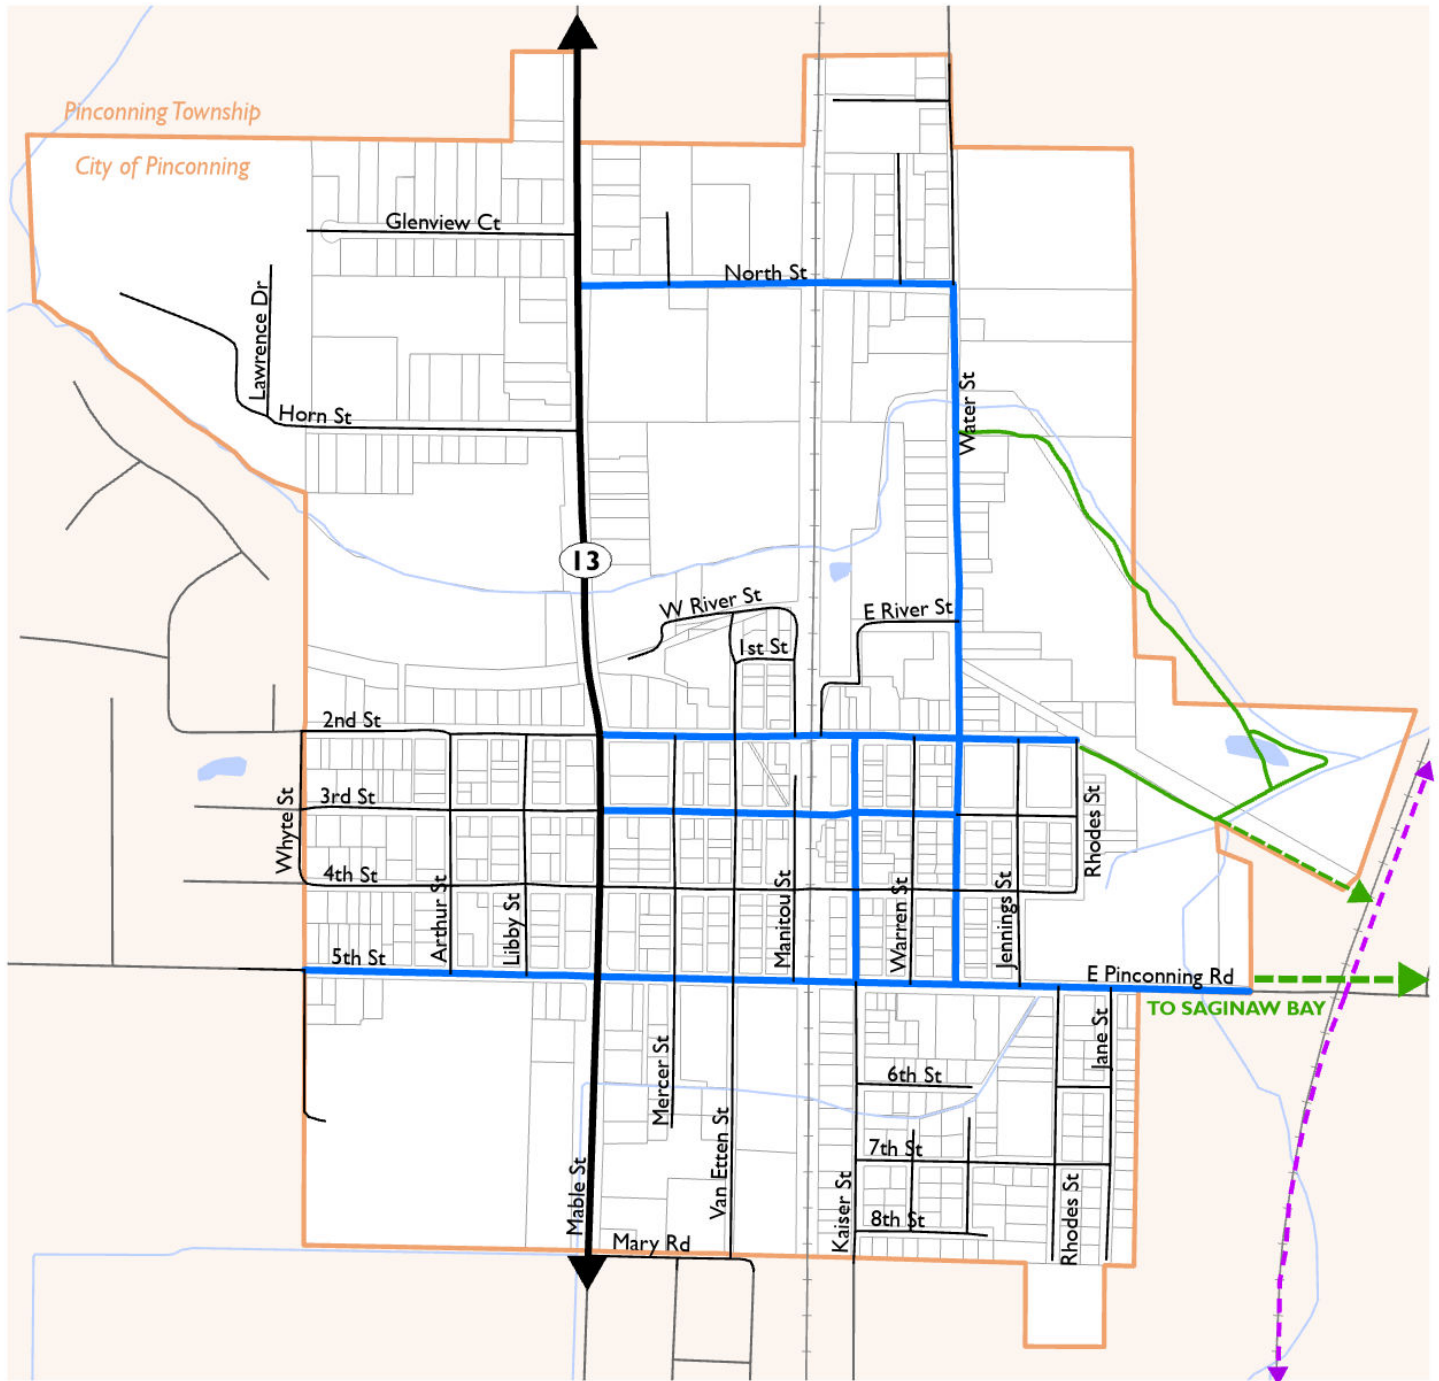 Pinconning Township
City of Pinconning
Glenview Ct
North St
Lawrence Dr
Horn St
Water St
13
W River St
E River St
1st St
2nd St
3rd St
Whyte St
Rhodes St
4th St
Arthur St
Libby St
Manitou St
Warren St
Jennings St
5th St
E Pinconning Rd
TO SAGINAW BAY
Jane St
Mercer St
6th St
Van Etten St
7th St
Mable St
Kaiser St
8th St
Rhodes St
Mary Rd